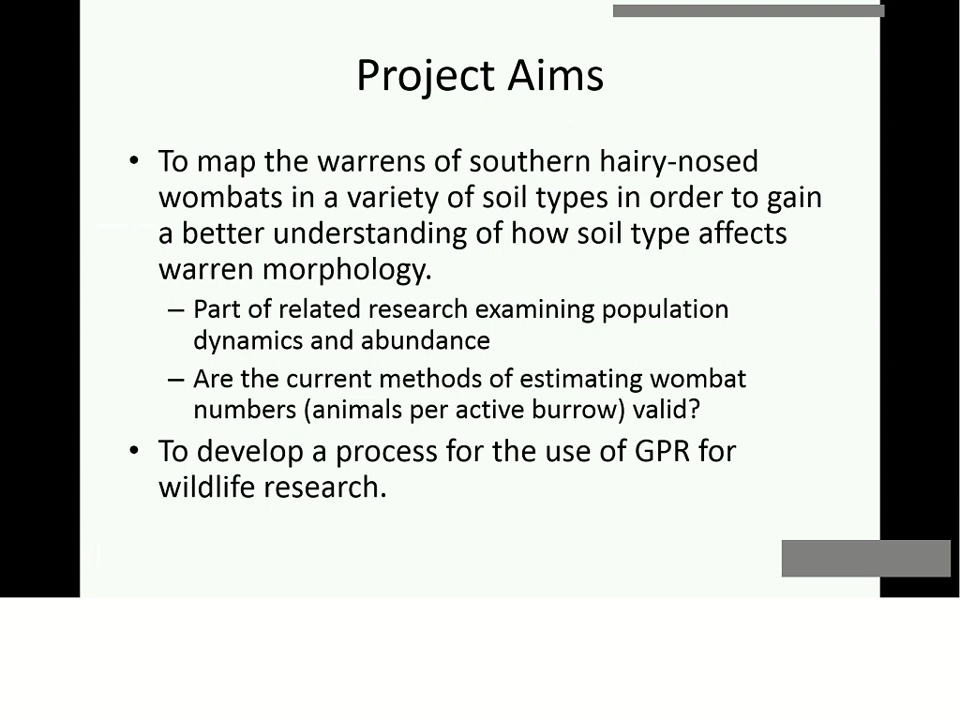 Project Aims
• To map the warrens of southern hairy-nosed
wombats in a variety of soil types in order to gain
a better understanding of how soil type affects
warren morphology.
– Part of related research examining population
dynamics and abundance
– Are the current methods of estimating wombat
numbers (animals per active burrow) valid?
• To develop a process for the use of GPR for
wildlife research.